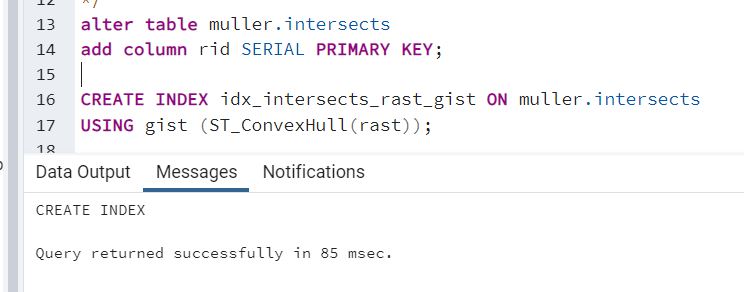 12 */
13 alter table muller.intersects
14 add column rid SERIAL PRIMARY KEY;
15
16 CREATE INDEX idx_intersects_rast_gist ON muller.intersects
17 USING gist (ST_ConvexHull(rast));
18
Data Output Messages Notifications
CREATE INDEX
Query returned successfully in 85 msec.